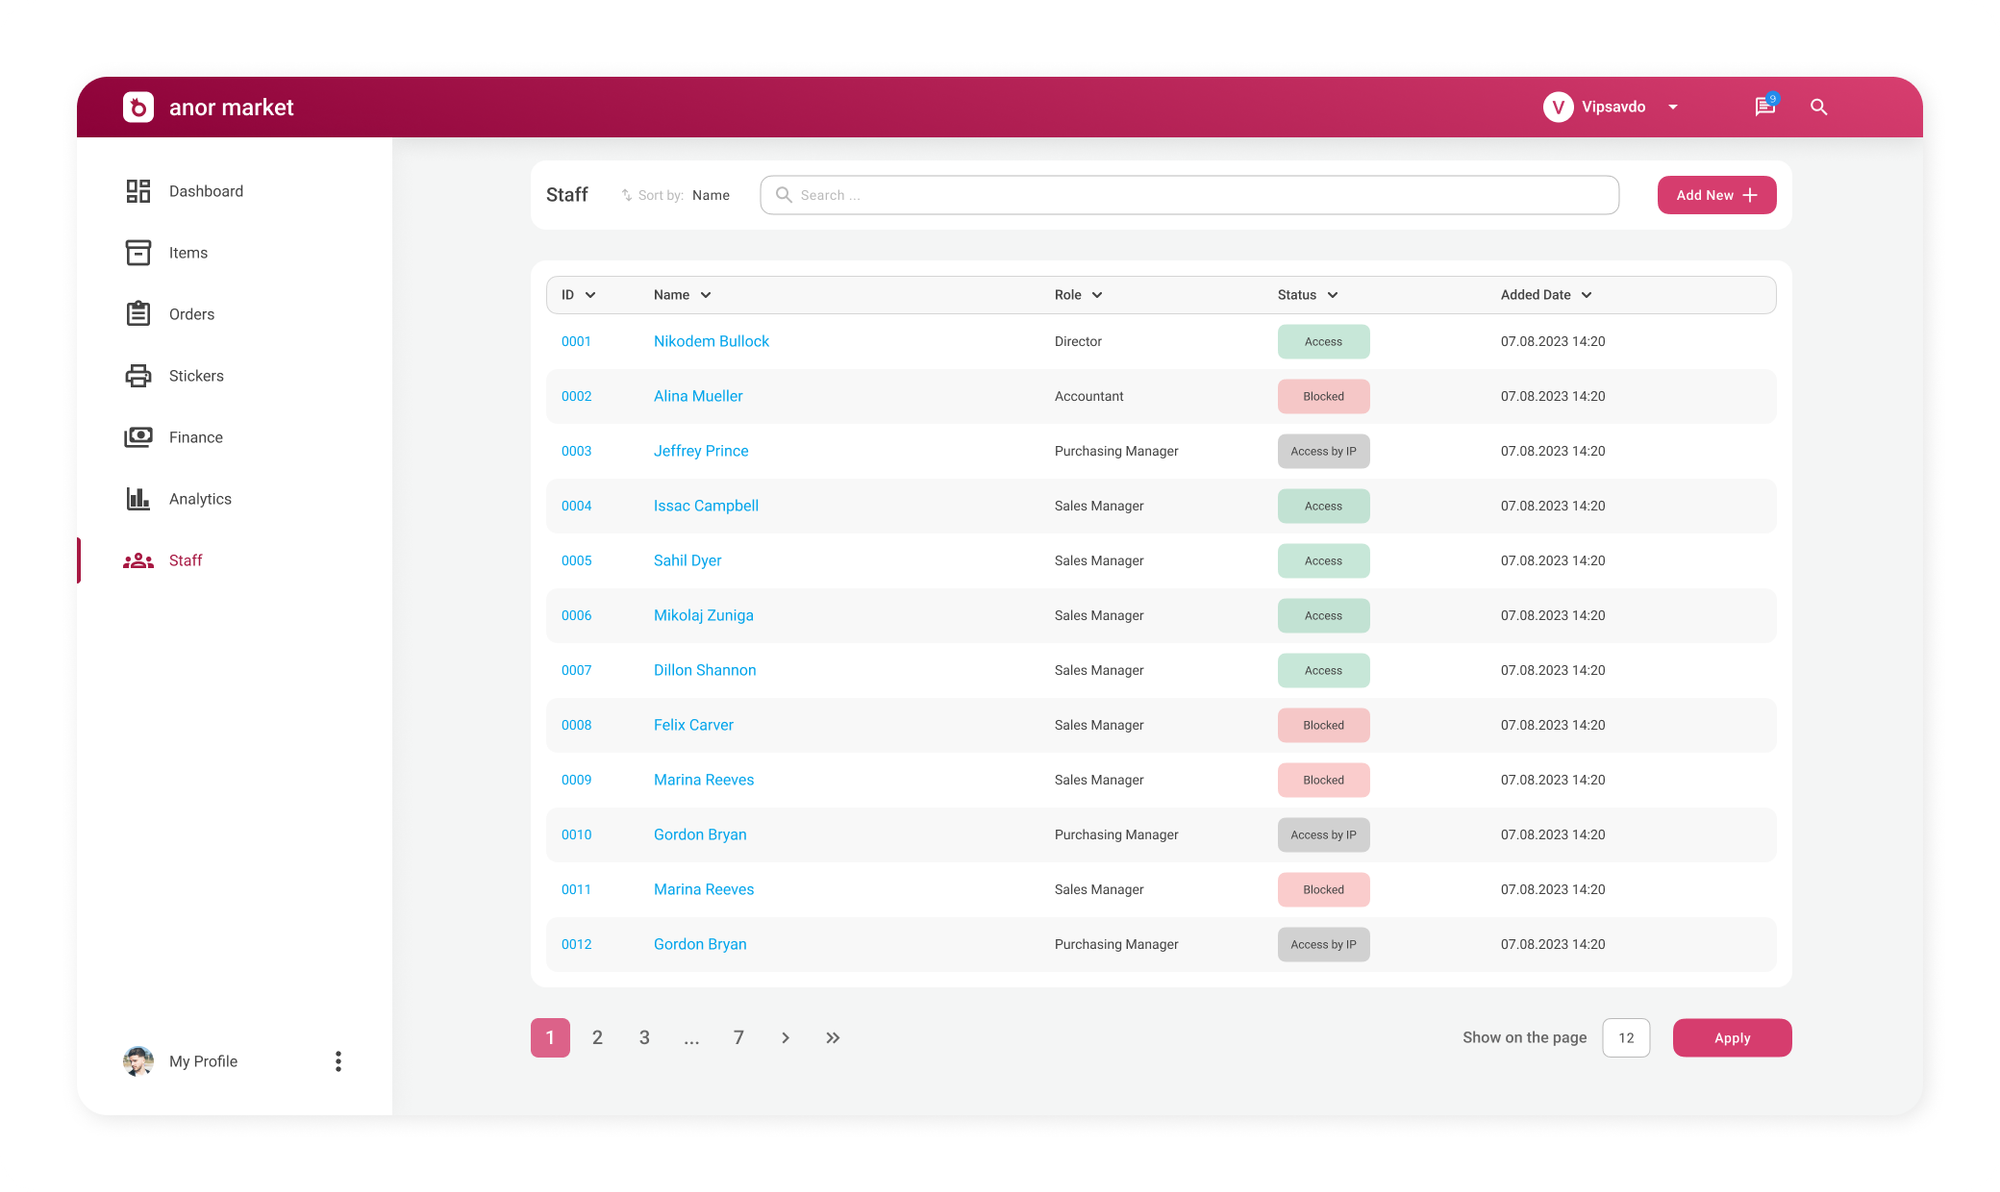 anor market
V Vipsavdo
9
Dashboard
Items
Orders
Stickers
Finance
Analytics
Staff
My Profile
Staff Sort by: Name Search ... Add New
ID Name Role Status Added Date
0001 Nikodem Bullock Director Access 07.08.2023 14:20
0002 Alina Mueller Accountant Blocked 07.08.2023 14:20
0003 Jeffrey Prince Purchasing Manager Access by IP 07.08.2023 14:20
0004 Issac Campbell Sales Manager Access 07.08.2023 14:20
0005 Sahil Dyer Sales Manager Access 07.08.2023 14:20
0006 Mikolaj Zuniga Sales Manager Access 07.08.2023 14:20
0007 Dillon Shannon Sales Manager Access 07.08.2023 14:20
0008 Felix Carver Sales Manager Blocked 07.08.2023 14:20
0009 Marina Reeves Sales Manager Blocked 07.08.2023 14:20
0010 Gordon Bryan Purchasing Manager Access by IP 07.08.2023 14:20
0011 Marina Reeves Sales Manager Blocked 07.08.2023 14:20
0012 Gordon Bryan Purchasing Manager Access by IP 07.08.2023 14:20
1 2 3 ... 7 > >>
Show on the page 12 Apply